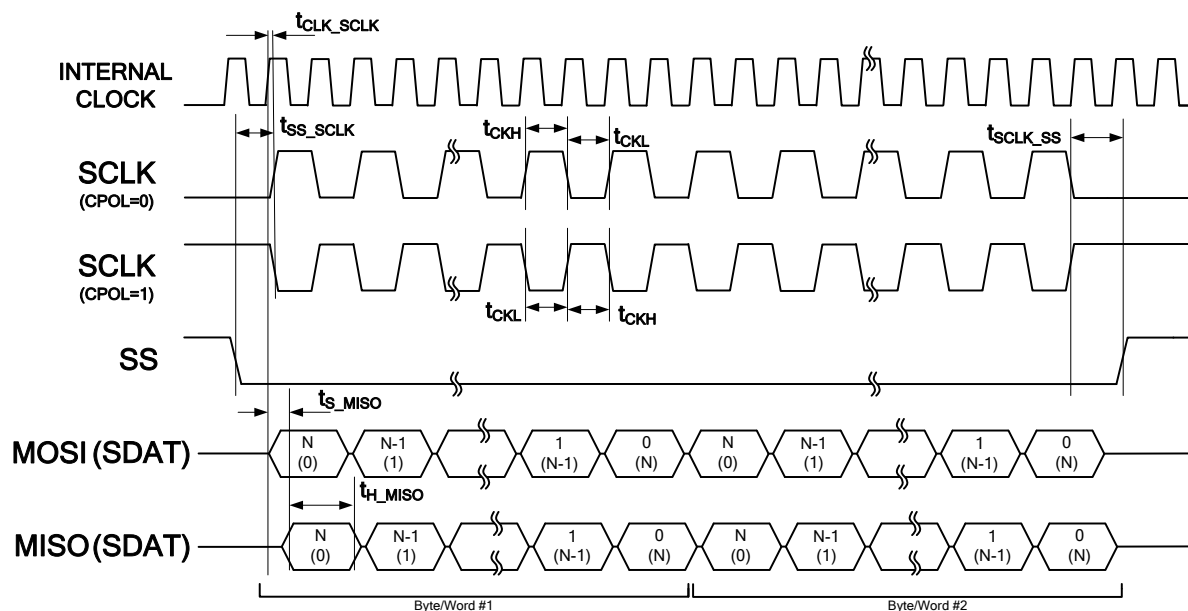 tCLK_SCLK
INTERNAL
CLOCK
tSS_SCLK
tCKH
tCKL
tSCLK_SS
SCLK
(CPOL=0)
SCLK
(CPOL=1)
tCKL
tCKH
SS
tS_MISO
MOSI (SDAT)
N
(0)
N-1
(1)
1
(N-1)
0
(N)
N
(0)
N-1
(1)
1
(N-1)
0
(N)
tH_MISO
MISO (SDAT)
N
(0)
N-1
(1)
1
(N-1)
0
(N)
N
(0)
N-1
(1)
1
(N-1)
0
(N)
Byte/Word #1
Byte/Word #2